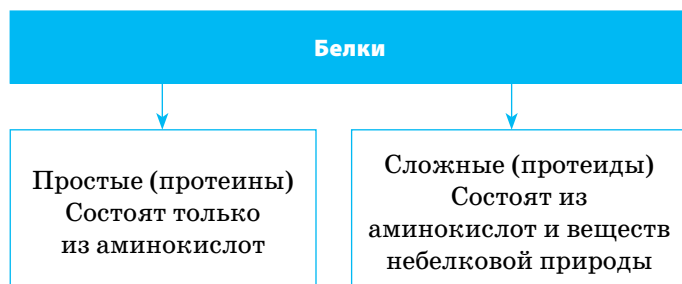 Белки
Простые (протеины)
Состоят только
из аминокислот
Сложные (протеиды)
Состоят из
аминокислот и веществ
небелковой природы